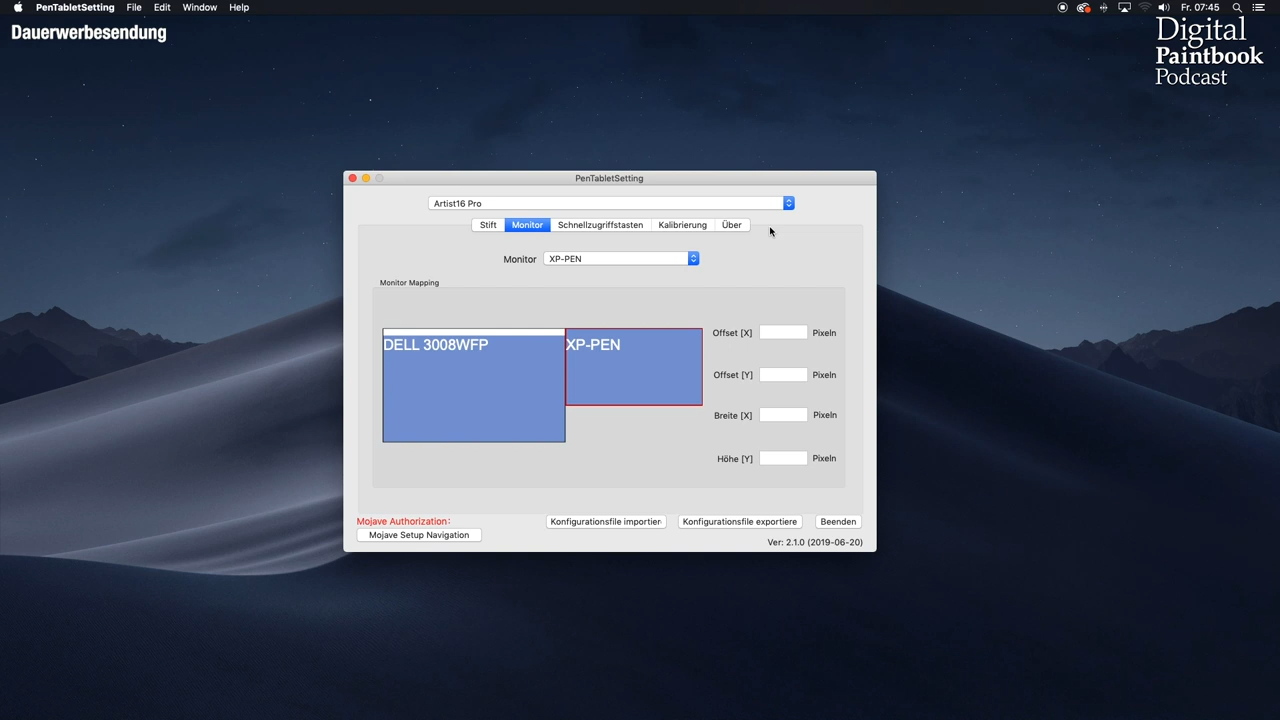 PenTabletSetting File Edit Window Help Fr. 07:45
Dauerwerbesendung
Digital
Paintbook
Podcast
PenTabletSetting
Artist16 Pro
Stift Monitor Schnellzugriffstasten Kalibrierung Über
Monitor XP-PEN
Monitor Mapping
DELL 3008WFP XP-PEN
Offset [X] Pixeln
Offset [Y] Pixeln
Breite [X] Pixeln
Höhe [Y] Pixeln
Mojave Authorization:
Konfigurationsfile importier Konfigurationsfile exportiere Beenden
Mojave Setup Navigation
Ver: 2.1.0 (2019-06-20)